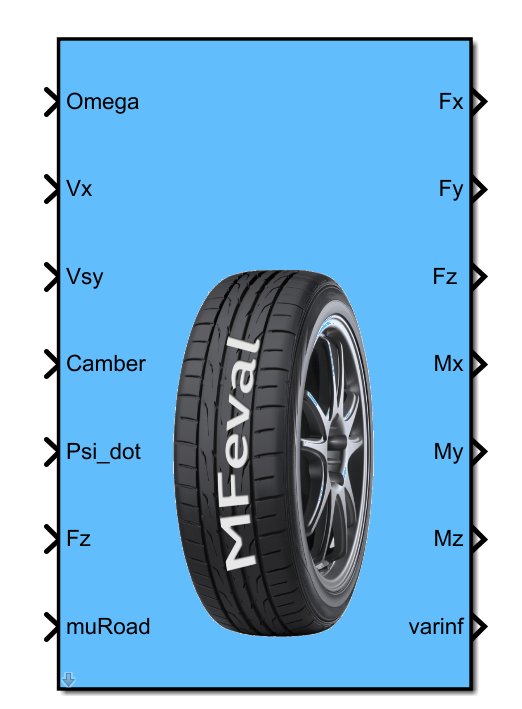 Omega
Vx
Vsy
Camber
Psi_dot
Fz
muRoad
MFeval
Fx
Fy
Fz
Mx
My
Mz
varinf